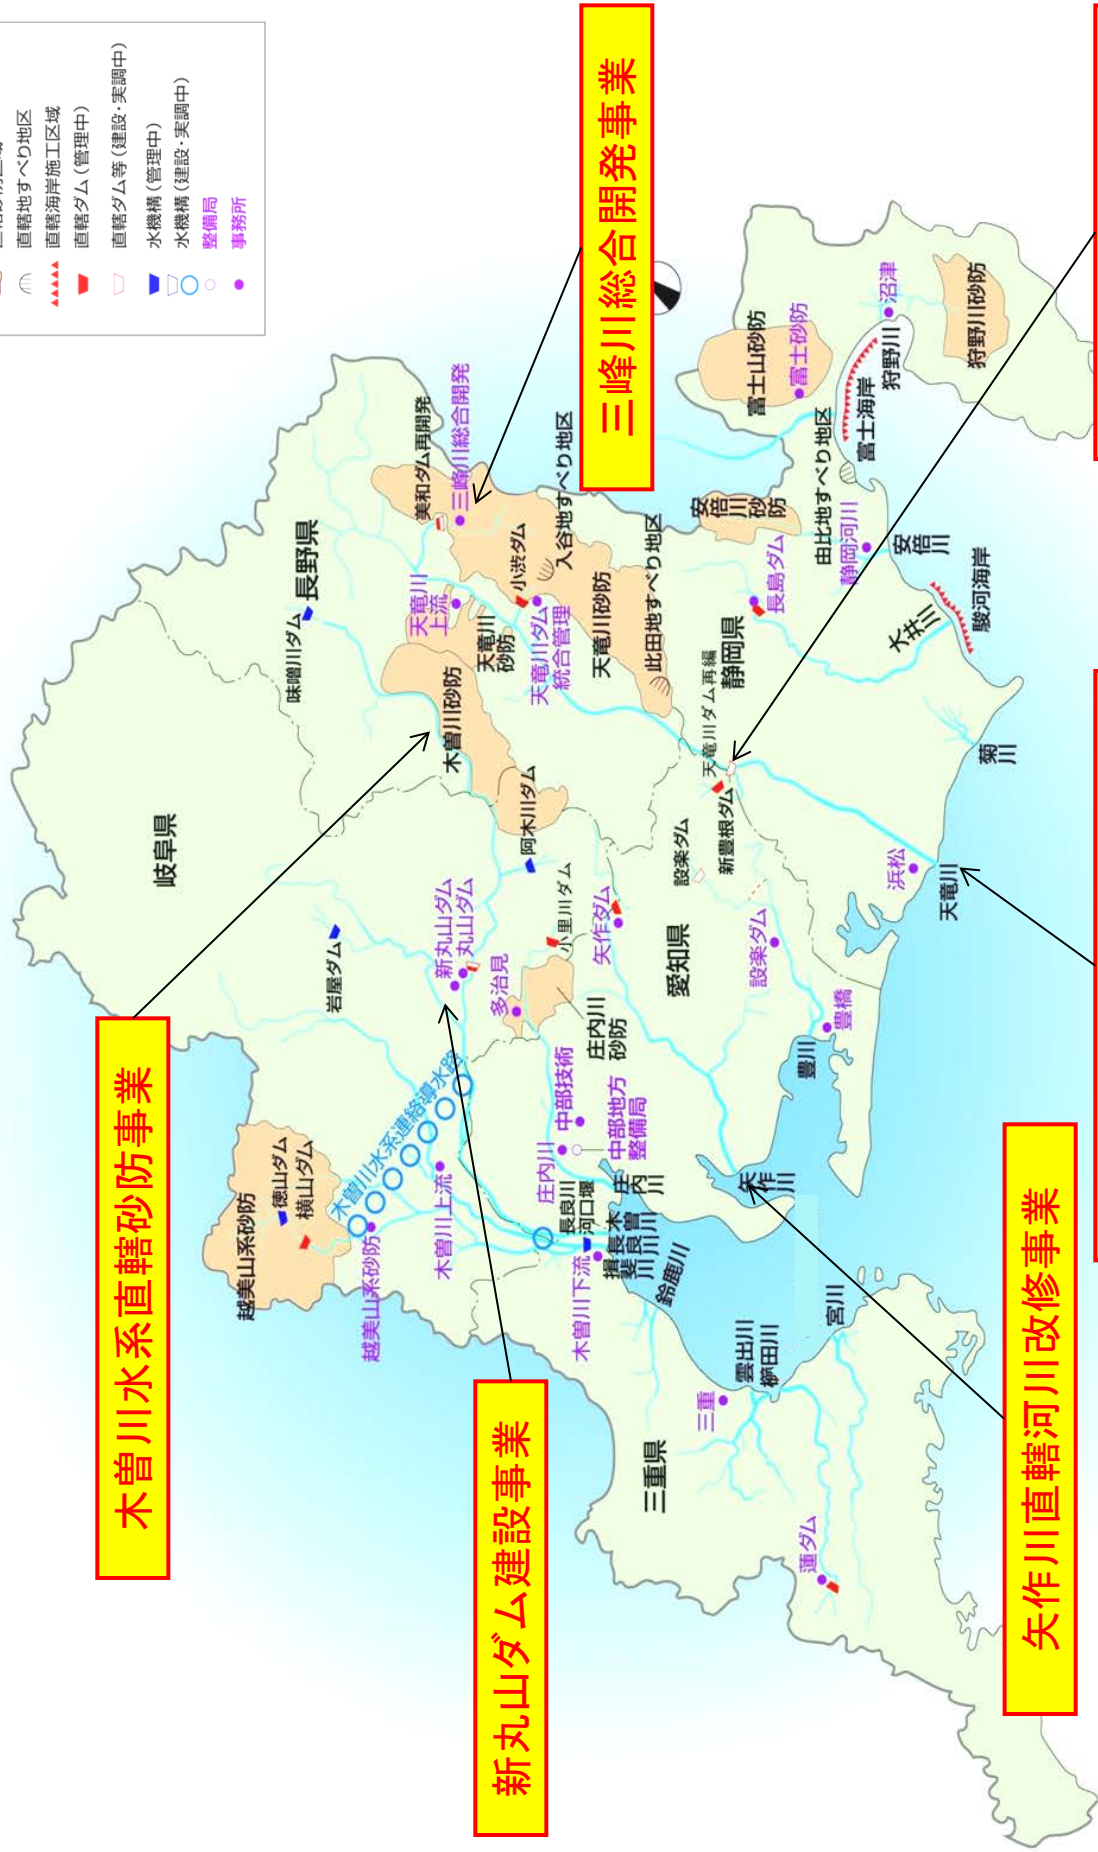 直轄地すべり地区
直轄海岸施工区域
直轄ダム(管理中)
直轄ダム等(建設・実調中)
水機構(管理中)
水機構(建設・実調中)
整備局
事務所
木曽川水系直轄砂防事業
新丸山ダム建設事業
三峰川総合開発事業
矢作川直轄河川改修事業
岐阜県
長野県
味噌川ダム
木曽川砂防
阿木川ダム
岩屋ダム
新丸山ダム
丸山ダム
多治見
小里川ダム
庄内川
砂防
矢作ダム
愛知県
設楽ダム
設楽ダム
新豊根ダム
天竜川ダム再編
静岡県
美和ダム再開発
三峰川総合開発
天竜川
上流
天竜川
砂防
小渋ダム
天竜川ダム
統合管理
入谷地すべり地区
天竜川砂防
此田地すべり地区
安倍
川砂
防
長島ダム
由比地すべり地区
静岡河川
安倍
川
大井川
駿河海岸
菊
川
浜松
天竜川
富士山砂防
富士砂防
富士海岸
狩野川
沼津
狩野川砂防
越美山系砂防
徳山ダム
横山ダム
木曽川水系連絡導水路
越美山系砂防
木曽川上流
木曽川下流
庄内川
中部技術
中部地方
整備局
長良川
河口堰
庄内
川
木曽
川
長良
川
揖斐
川
鈴鹿川
三重県
三重
雲出川
櫛田川
宮川
蓮ダム
矢作
川
豊川
豊橋